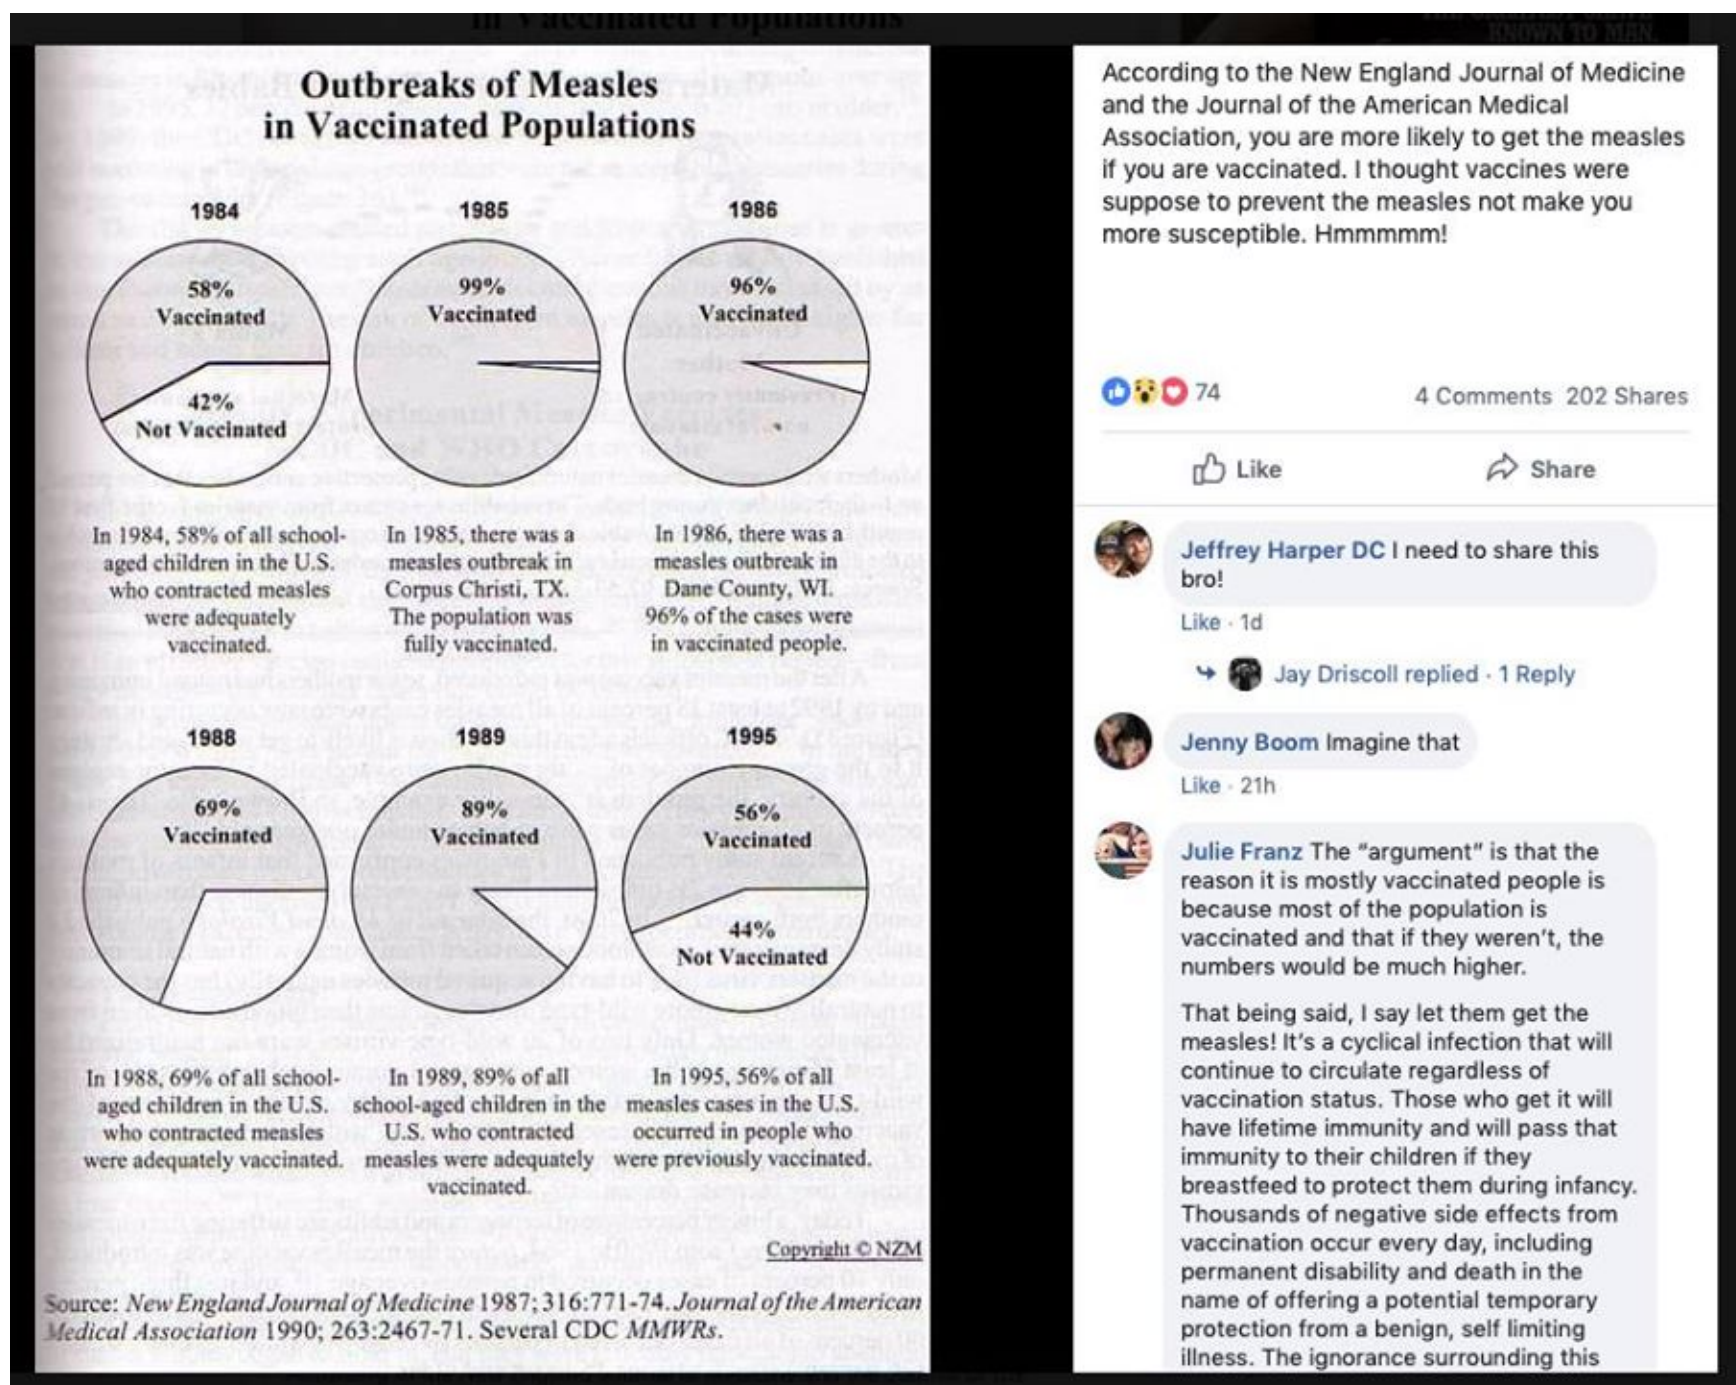 in Vaccinated Populations
KNOWN TO MAN.
Outbreaks of Measles
in Vaccinated Populations
1984
58%
Vaccinated
42%
Not Vaccinated
In 1984, 58% of all school-
aged children in the U.S.
who contracted measles
were adequately
vaccinated.
1985
99%
Vaccinated
In 1985, there was a
measles outbreak in
Corpus Christi, TX.
The population was
fully vaccinated.
1986
96%
Vaccinated
In 1986, there was a
measles outbreak in
Dane County, WI.
96% of the cases were
in vaccinated people.
1988
69%
Vaccinated
In 1988, 69% of all school-
aged children in the U.S.
who contracted measles
were adequately vaccinated.
1989
89%
Vaccinated
In 1989, 89% of all
school-aged children in the
U.S. who contracted
measles were adequately
vaccinated.
1995
56%
Vaccinated
44%
Not Vaccinated
In 1995, 56% of all
measles cases in the U.S.
occurred in people who
were previously vaccinated.
Copyright © NZM
Source: New England Journal of Medicine 1987; 316:771-74. Journal of the American
Medical Association 1990; 263:2467-71. Several CDC MMWRs.
According to the New England Journal of Medicine
and the Journal of the American Medical
Association, you are more likely to get the measles
if you are vaccinated. I thought vaccines were
suppose to prevent the measles not make you
more susceptible. Hmmmmm!
74
4 Comments 202 Shares
Like
Share
Jeffrey Harper DC I need to share this
bro!
Like · 1d
Jay Driscoll replied · 1 Reply
Jenny Boom Imagine that
Like · 21h
Julie Franz The “argument” is that the
reason it is mostly vaccinated people is
because most of the population is
vaccinated and that if they weren’t, the
numbers would be much higher.
That being said, I say let them get the
measles! It’s a cyclical infection that will
continue to circulate regardless of
vaccination status. Those who get it will
have lifetime immunity and will pass that
immunity to their children if they
breastfeed to protect them during infancy.
Thousands of negative side effects from
vaccination occur every day, including
permanent disability and death in the
name of offering a potential temporary
protection from a benign, self limiting
illness. The ignorance surrounding this